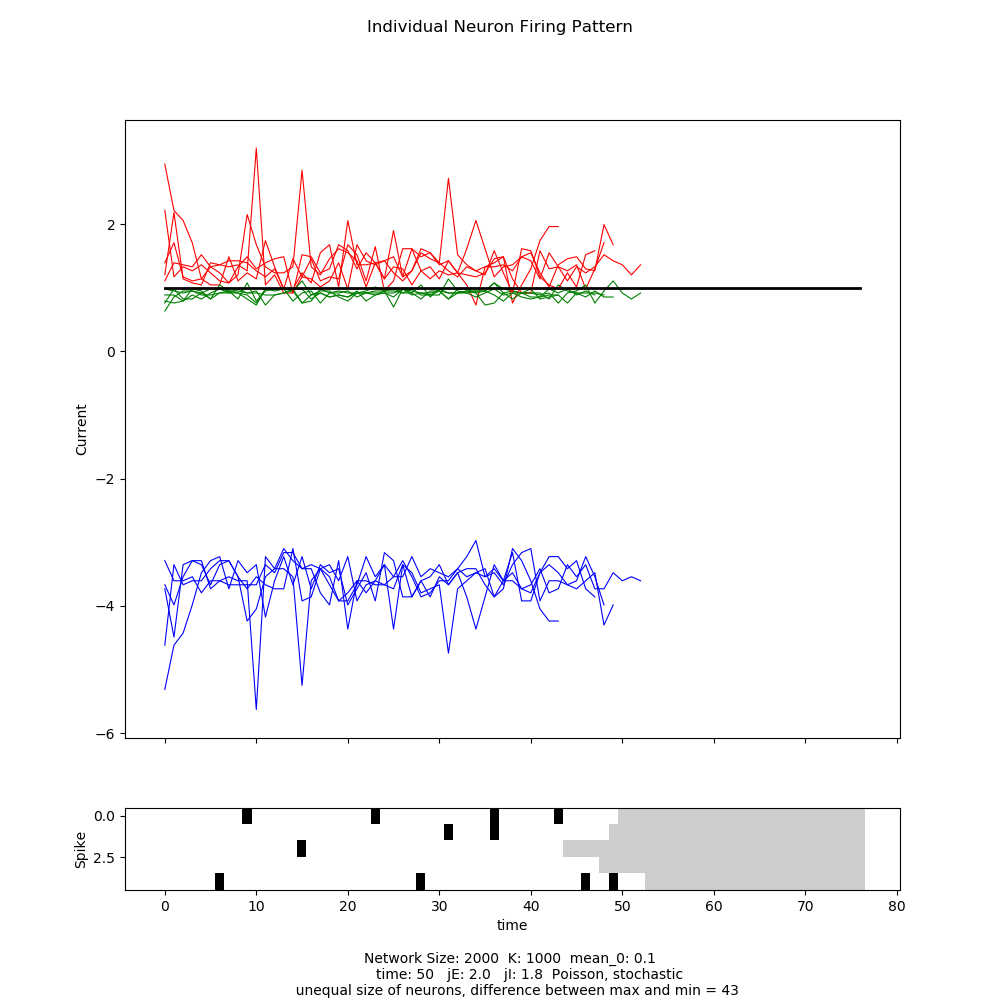 Individual Neuron Firing Pattern
2
0
−2
−4
−6
Current
0.0
2.5
Spike
0 10 20 30 40 50 60 70 80
time
Network Size: 2000 K: 1000 mean_0: 0.1
time: 50 jE: 2.0 jI: 1.8 Poisson, stochastic
unequal size of neurons, difference between max and min = 43